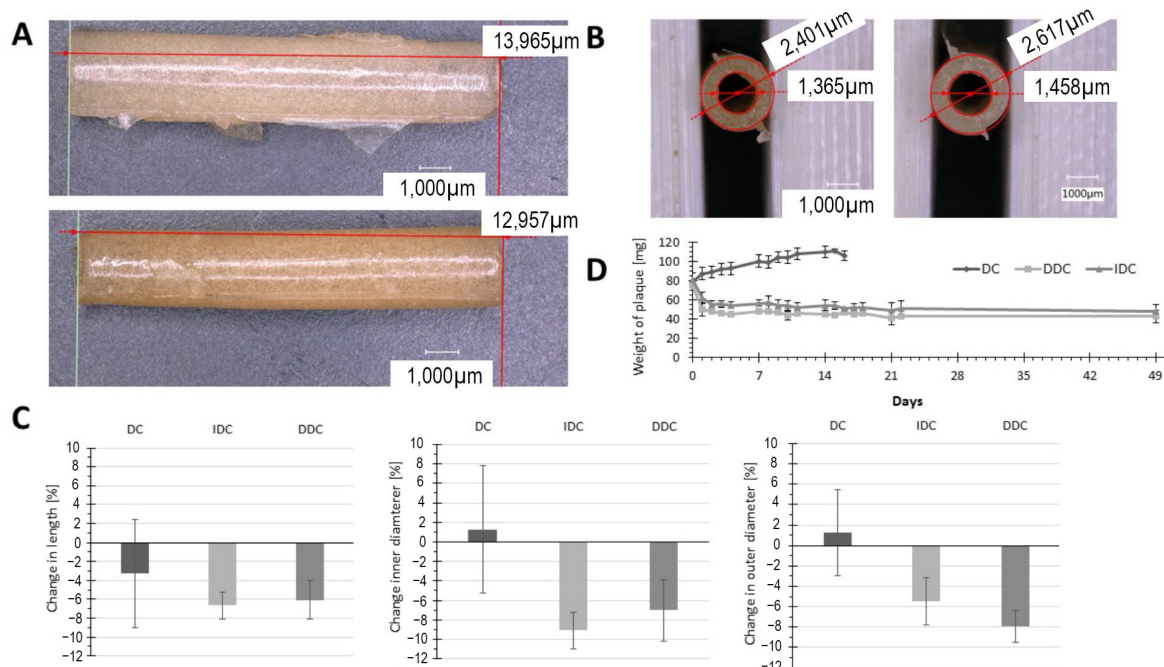 A
13,965µm
1,000µm
12,957µm
1,000µm
B
2,401µm
1,365µm
1,000µm
2,617µm
1,458µm
1000µm
D
Weight of plaque [mg]
120
100
80
60
40
20
0
DC
DDC
IDC
0 7 14 21 28 35 42 49
Days
C
DC IDC DDC
Change in length [%]
10
8
6
4
2
0
−2
−4
−6
−8
−10
−12
DC IDC DDC
Change inner diamterer [%]
10
8
6
4
2
0
−2
−4
−6
−8
−10
−12
DC IDC DDC
Change in outer diameter [%]
10
8
6
4
2
0
−2
−4
−6
−8
−10
−12